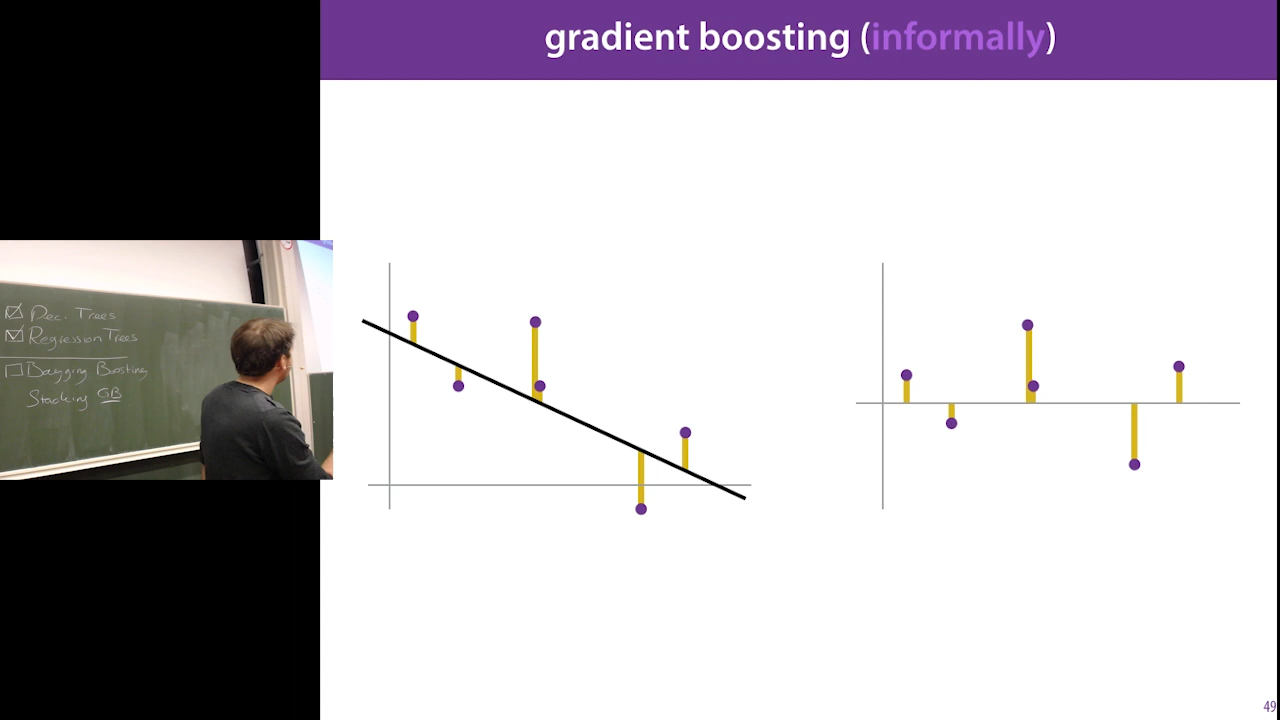 gradient boosting (informally)
Dec. Trees
Regression Trees
Bagging Boosting
Stacking GB
49